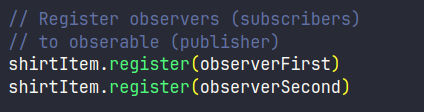 // Register observers (subscribers)
// to obserable (publisher)
shirtItem.register(observerFirst)
shirtItem.register(observerSecond)